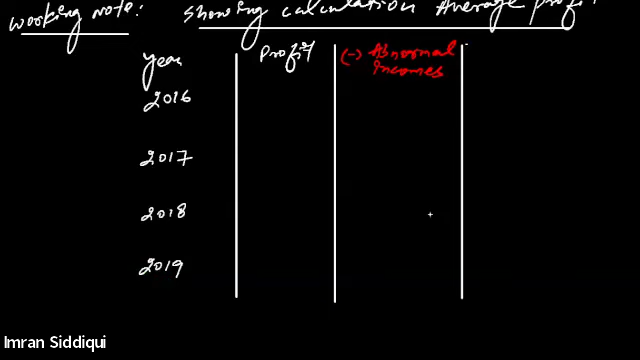 Working note: Showing calculation Average profit
Year Profit (-) Abnormal
Incomes
2016
2017
2018
2019
Imran Siddiqui